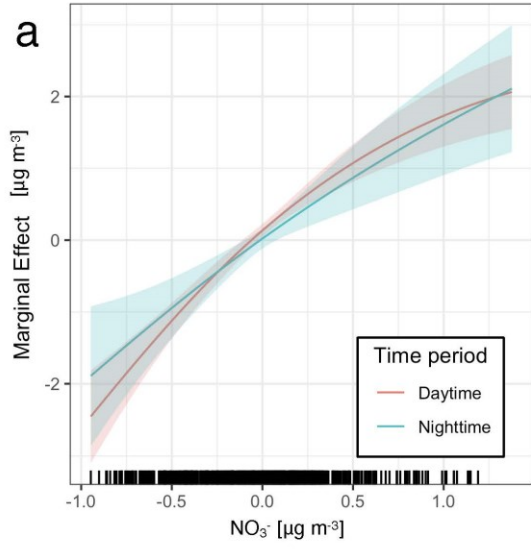 a
Marginal Effect [µg m⁻³]
2
0
-2
Time period
Daytime
Nighttime
-1.0 -0.5 0.0 0.5 1.0
NO₃⁻ [µg m⁻³]